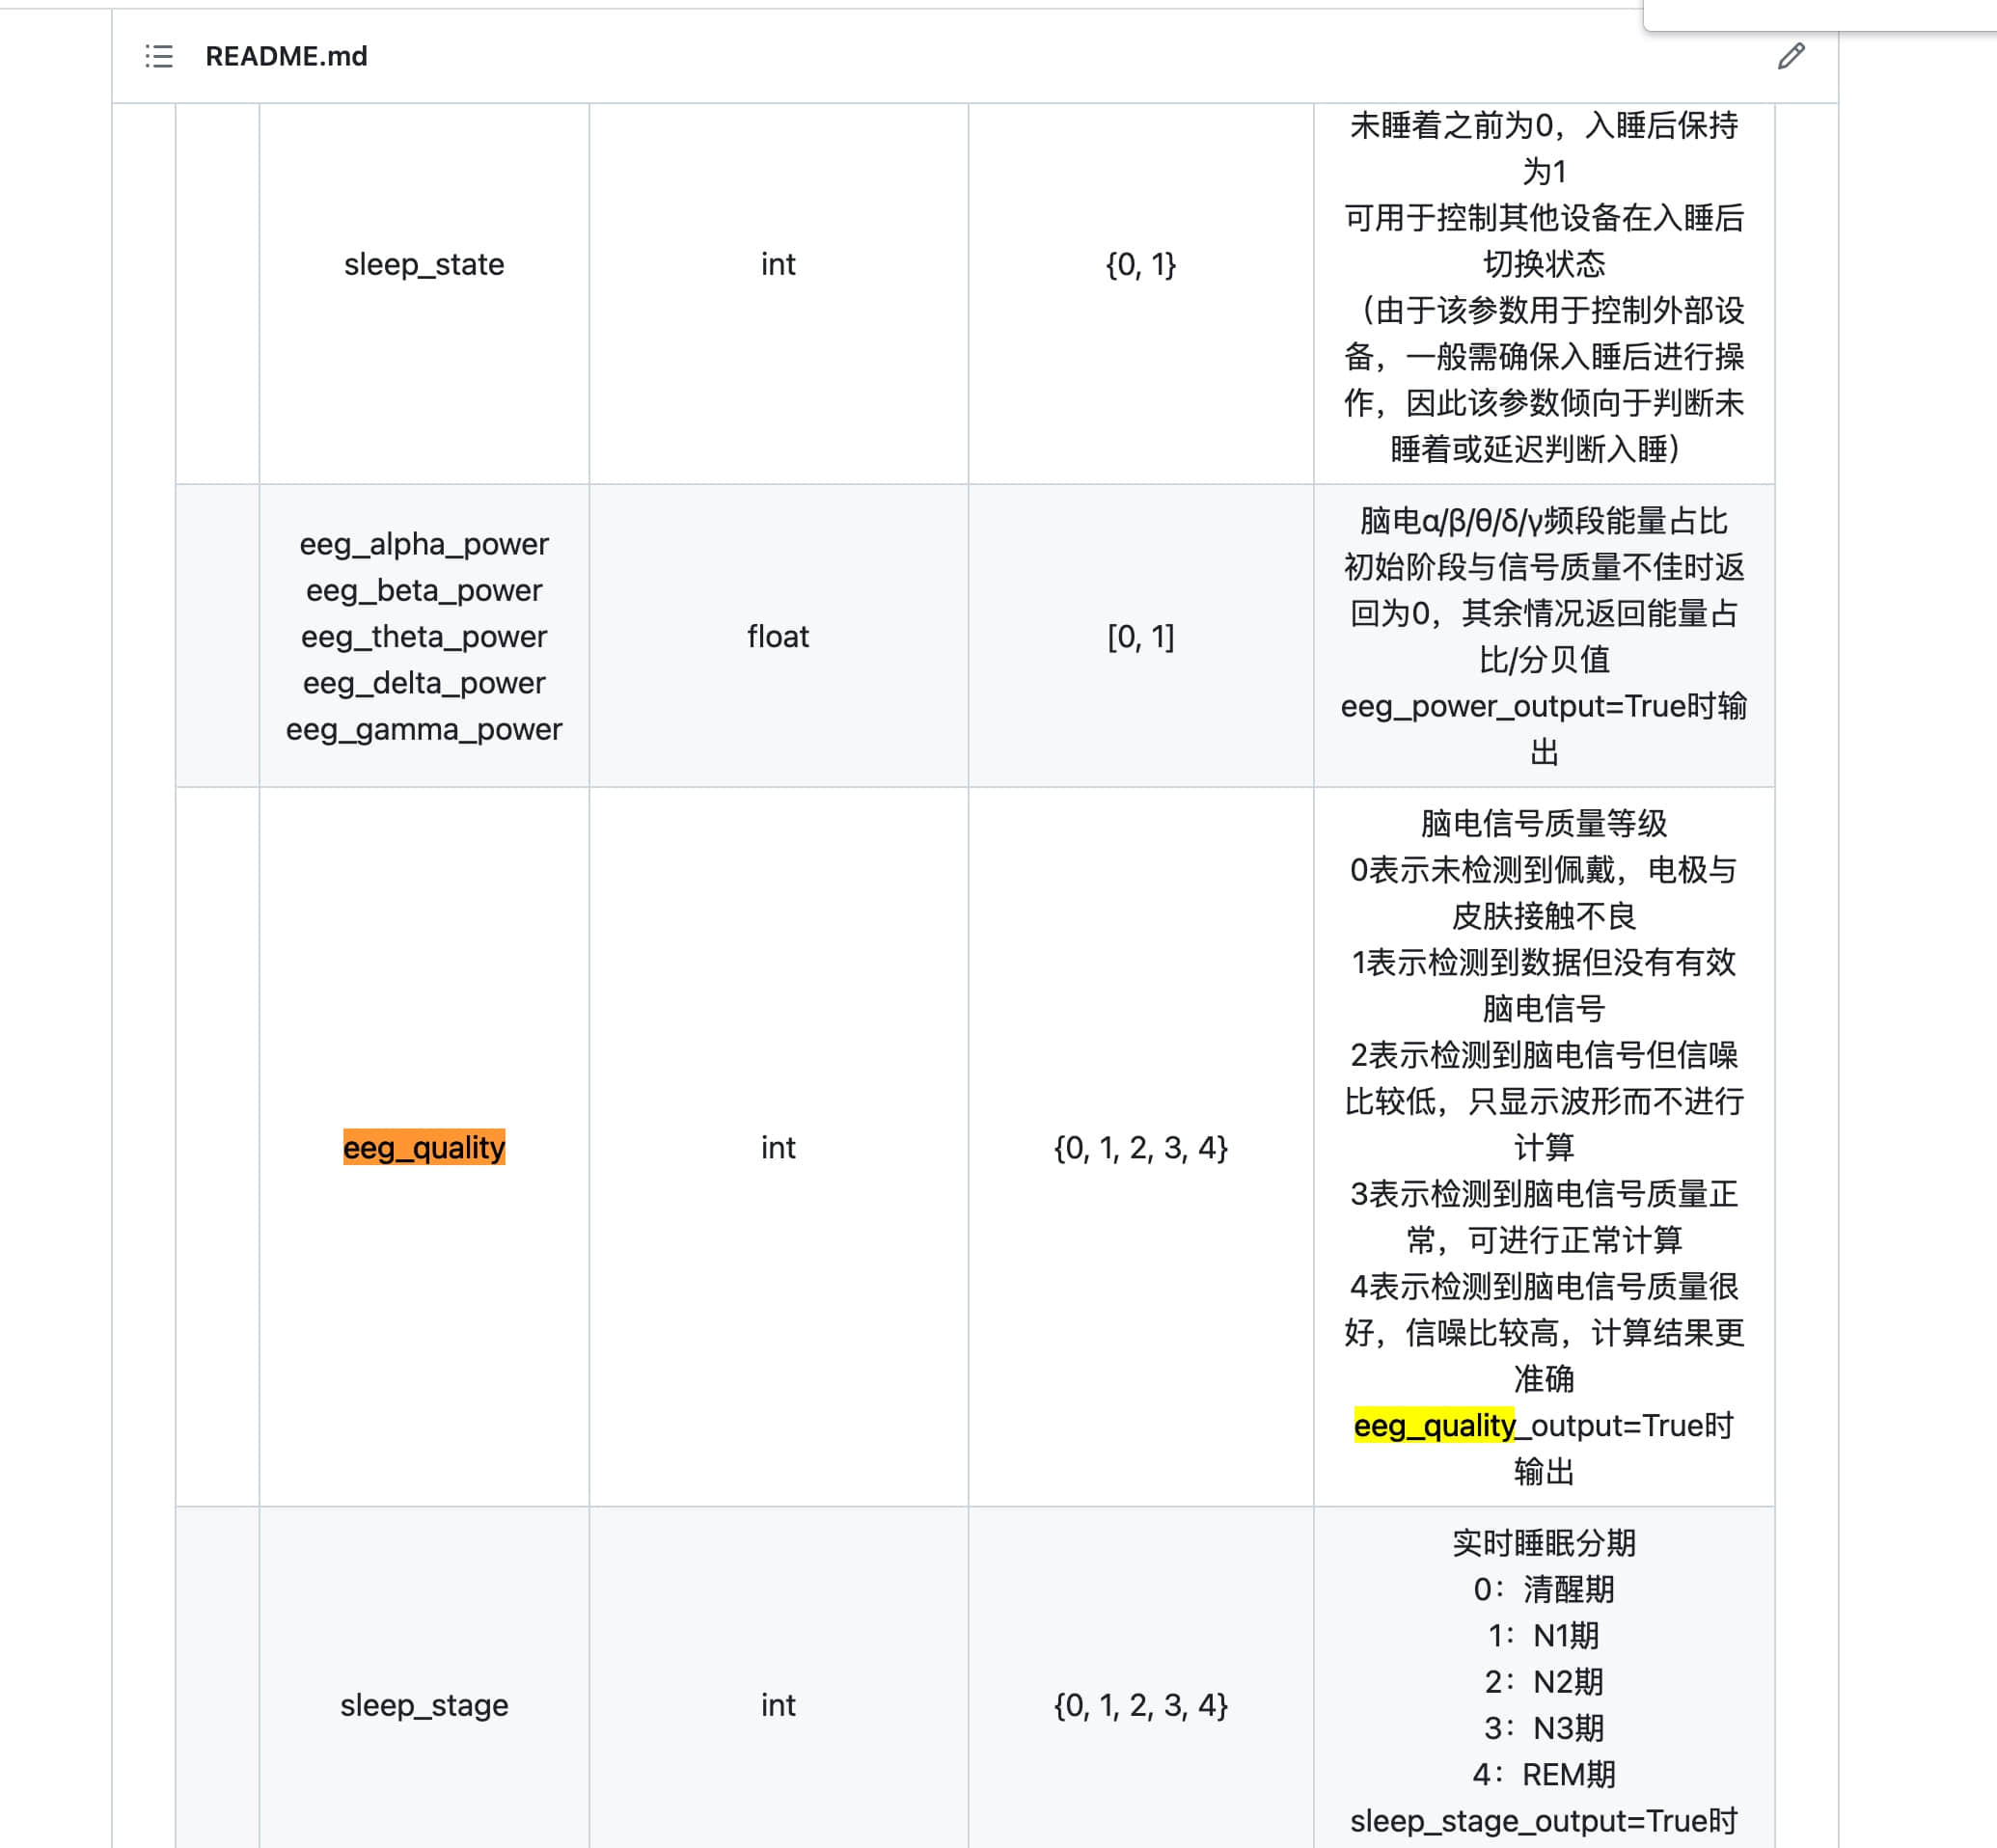 README.md
未睡着之前为0，入睡后保持
为1
可用于控制其他设备在入睡后
切换状态
（由于该参数用于控制外部设
备，一般需确保入睡后进行操
作，因此该参数倾向于判断未
睡着或延迟判断入睡）
sleep_state
int
{0, 1}
eeg_alpha_power
eeg_beta_power
eeg_theta_power
eeg_delta_power
eeg_gamma_power
float
[0, 1]
脑电α/β/θ/δ/γ频段能量占比
初始阶段与信号质量不佳时返
回为0，其余情况返回能量占
比/分贝值
eeg_power_output=True时输
出
eeg_quality
int
{0, 1, 2, 3, 4}
脑电信号质量等级
0表示未检测到佩戴，电极与
皮肤接触不良
1表示检测到数据但没有有效
脑电信号
2表示检测到脑电信号但信噪
比较低，只显示波形而不进行
计算
3表示检测到脑电信号质量正
常，可进行正常计算
4表示检测到脑电信号质量很
好，信噪比较高，计算结果更
准确
eeg_quality_output=True时
输出
sleep_stage
int
{0, 1, 2, 3, 4}
实时睡眠分期
0：清醒期
1：N1期
2：N2期
3：N3期
4：REM期
sleep_stage_output=True时